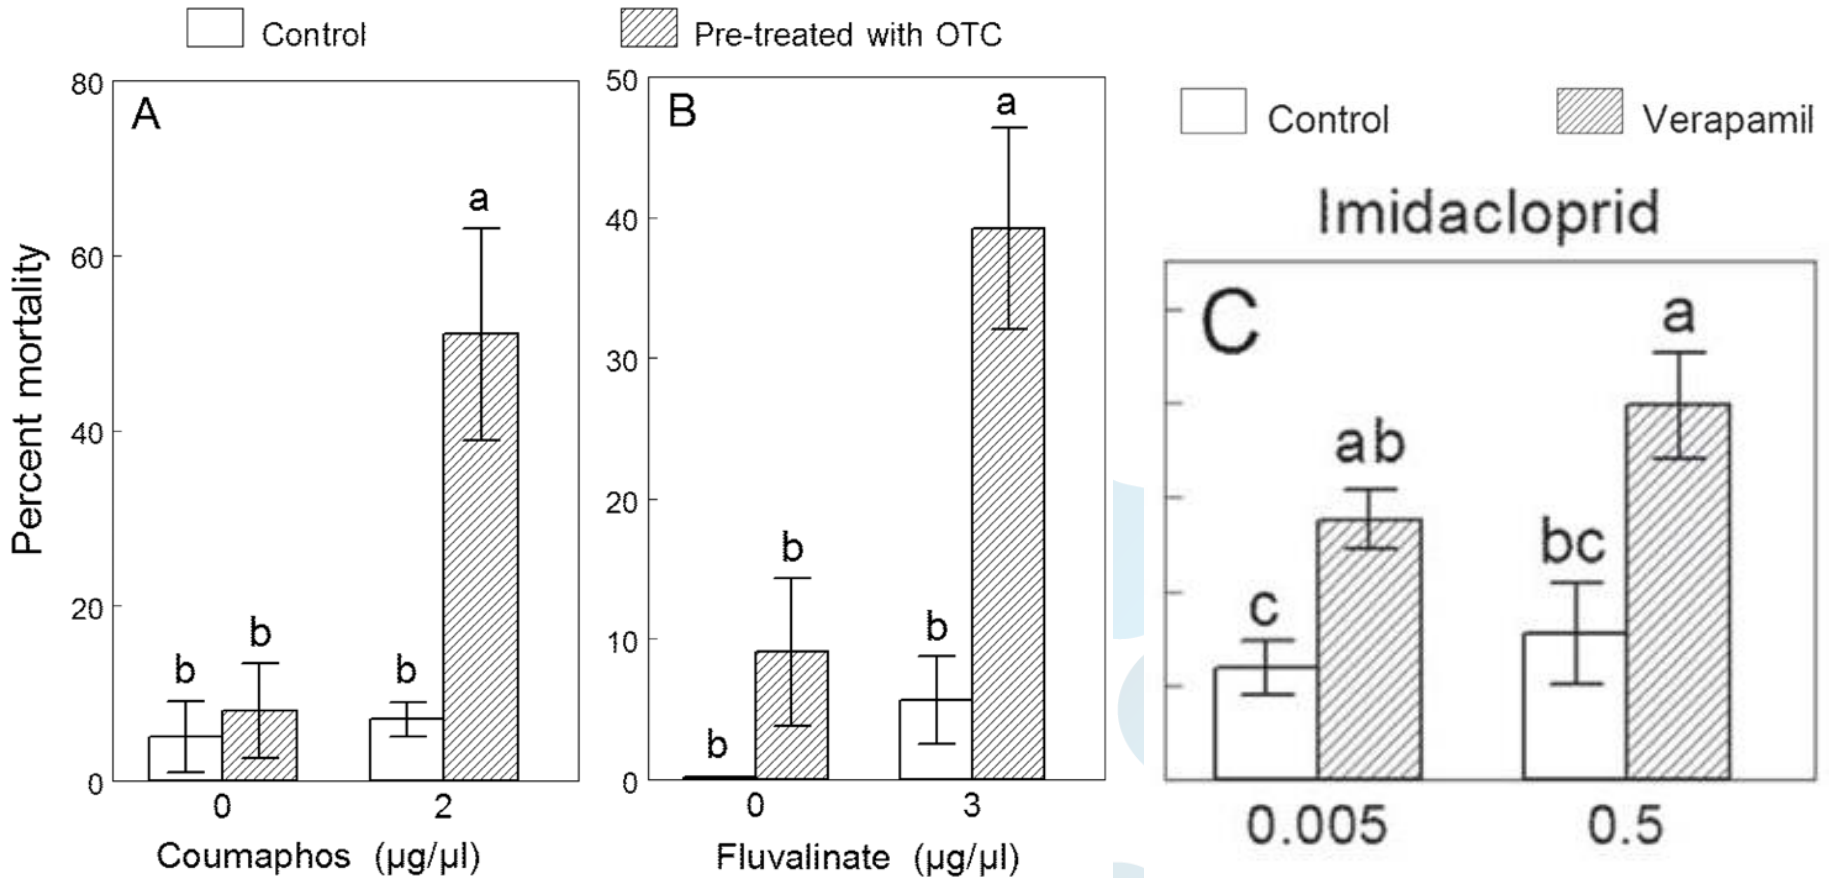 Control
Pre-treated with OTC
Percent mortality
A
80
60
40
20
0
b
b
b
a
0
2
Coumaphos (µg/µl)
B
50
40
30
20
10
0
b
b
b
a
0
3
Fluvalinate (µg/µl)
Control
Verapamil
Imidacloprid
C
c
ab
bc
a
0.005
0.5